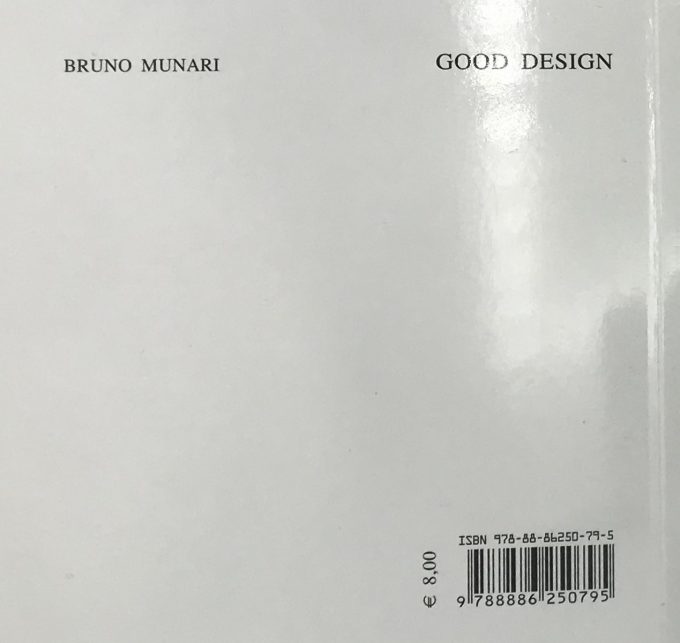 BRUNO MUNARI
GOOD DESIGN
ISBN 978-88-86250-79-5
€ 8,00
9 788886 250795